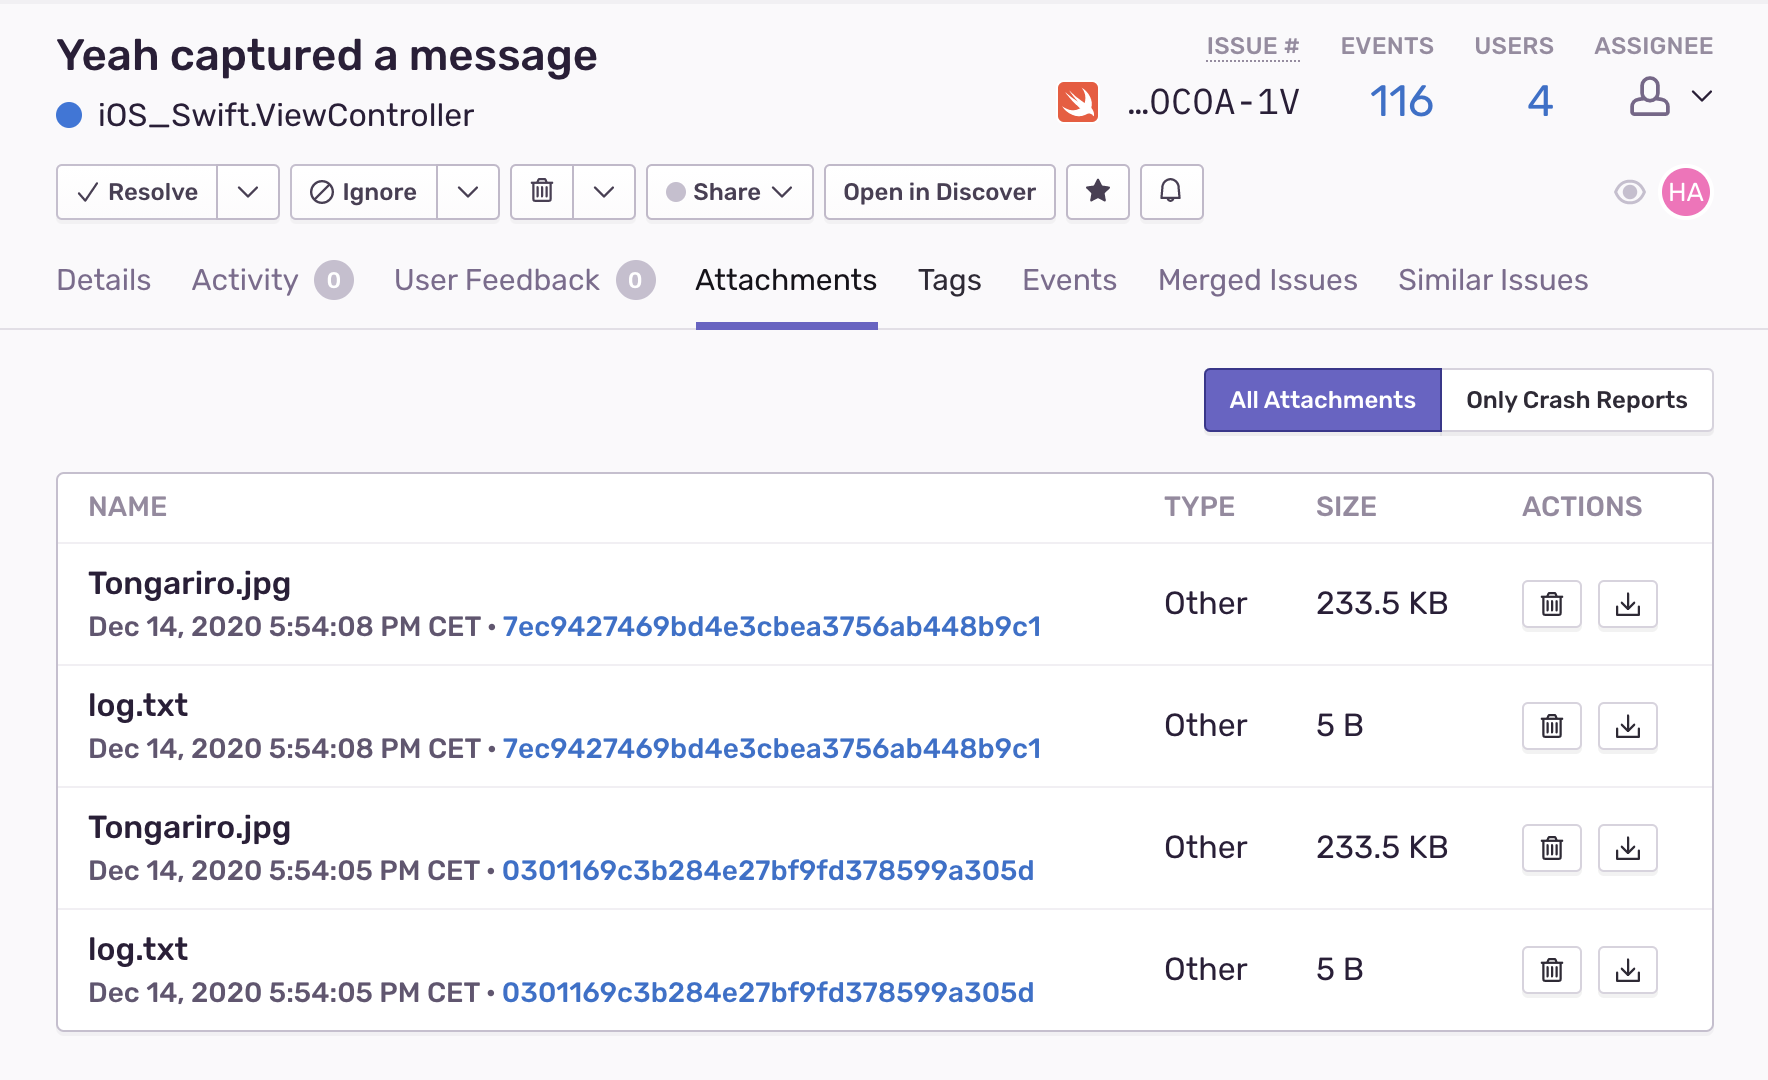 Yeah captured a message
iOS_Swift.ViewController
ISSUE # EVENTS USERS ASSIGNEE
...OCOA-1V 116 4
Resolve Ignore Share Open in Discover HA
Details Activity 0 User Feedback 0 Attachments Tags Events Merged Issues Similar Issues
All Attachments Only Crash Reports
NAME TYPE SIZE ACTIONS
Tongariro.jpg
Dec 14, 2020 5:54:08 PM CET • 7ec9427469bd4e3cbea3756ab448b9c1 Other 233.5 KB
log.txt
Dec 14, 2020 5:54:08 PM CET • 7ec9427469bd4e3cbea3756ab448b9c1 Other 5 B
Tongariro.jpg
Dec 14, 2020 5:54:05 PM CET • 0301169c3b284e27bf9fd378599a305d Other 233.5 KB
log.txt
Dec 14, 2020 5:54:05 PM CET • 0301169c3b284e27bf9fd378599a305d Other 5 B